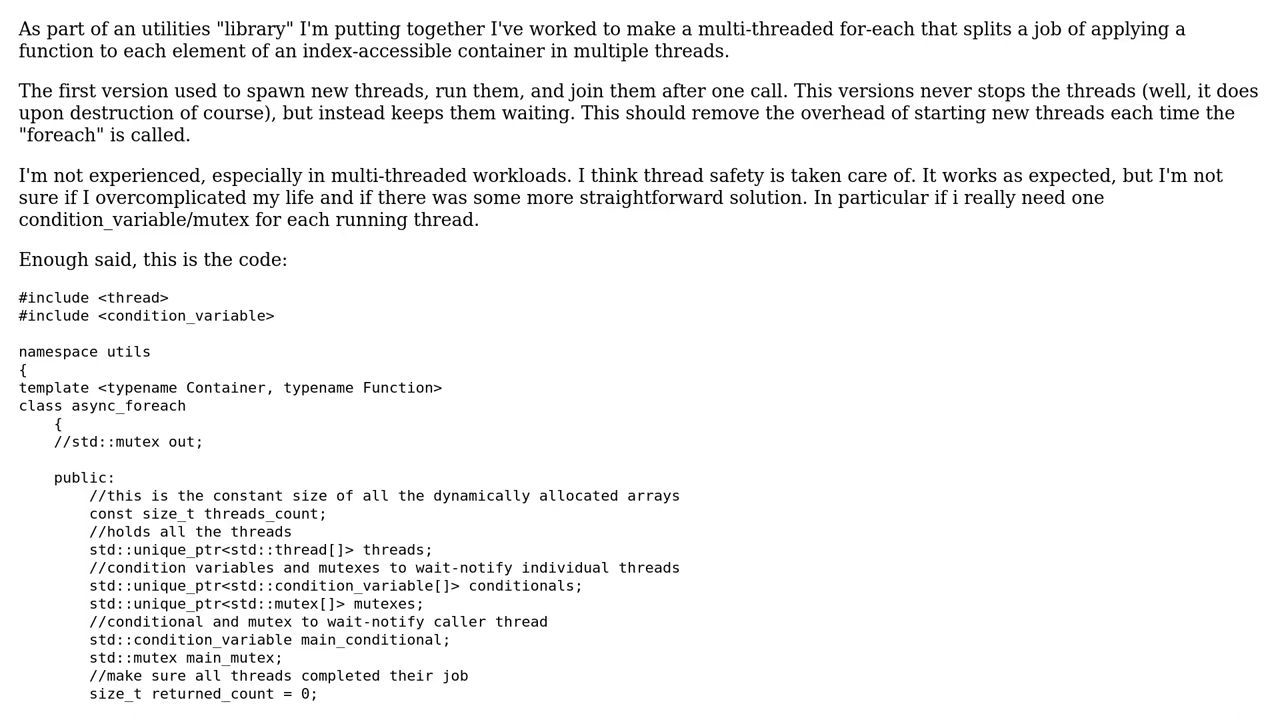 As part of an utilities "library" I'm putting together I've worked to make a multi-threaded for-each that splits a job of applying a
function to each element of an index-accessible container in multiple threads.
The first version used to spawn new threads, run them, and join them after one call. This versions never stops the threads (well, it does
upon destruction of course), but instead keeps them waiting. This should remove the overhead of starting new threads each time the
"foreach" is called.
I'm not experienced, especially in multi-threaded workloads. I think thread safety is taken care of. It works as expected, but I'm not
sure if I overcomplicated my life and if there was some more straightforward solution. In particular if i really need one
condition_variable/mutex for each running thread.
Enough said, this is the code:
#include <thread>
#include <condition_variable>
namespace utils
{
template <typename Container, typename Function>
class async_foreach
    {
    //std::mutex out;
    public:
        //this is the constant size of all the dynamically allocated arrays
        const size_t threads_count;
        //holds all the threads
        std::unique_ptr<std::thread[]> threads;
        //condition variables and mutexes to wait-notify individual threads
        std::unique_ptr<std::condition_variable[]> conditionals;
        std::unique_ptr<std::mutex[]> mutexes;
        //conditional and mutex to wait-notify caller thread
        std::condition_variable main_conditional;
        std::mutex main_mutex;
        //make sure all threads completed their job
        size_t returned_count = 0;